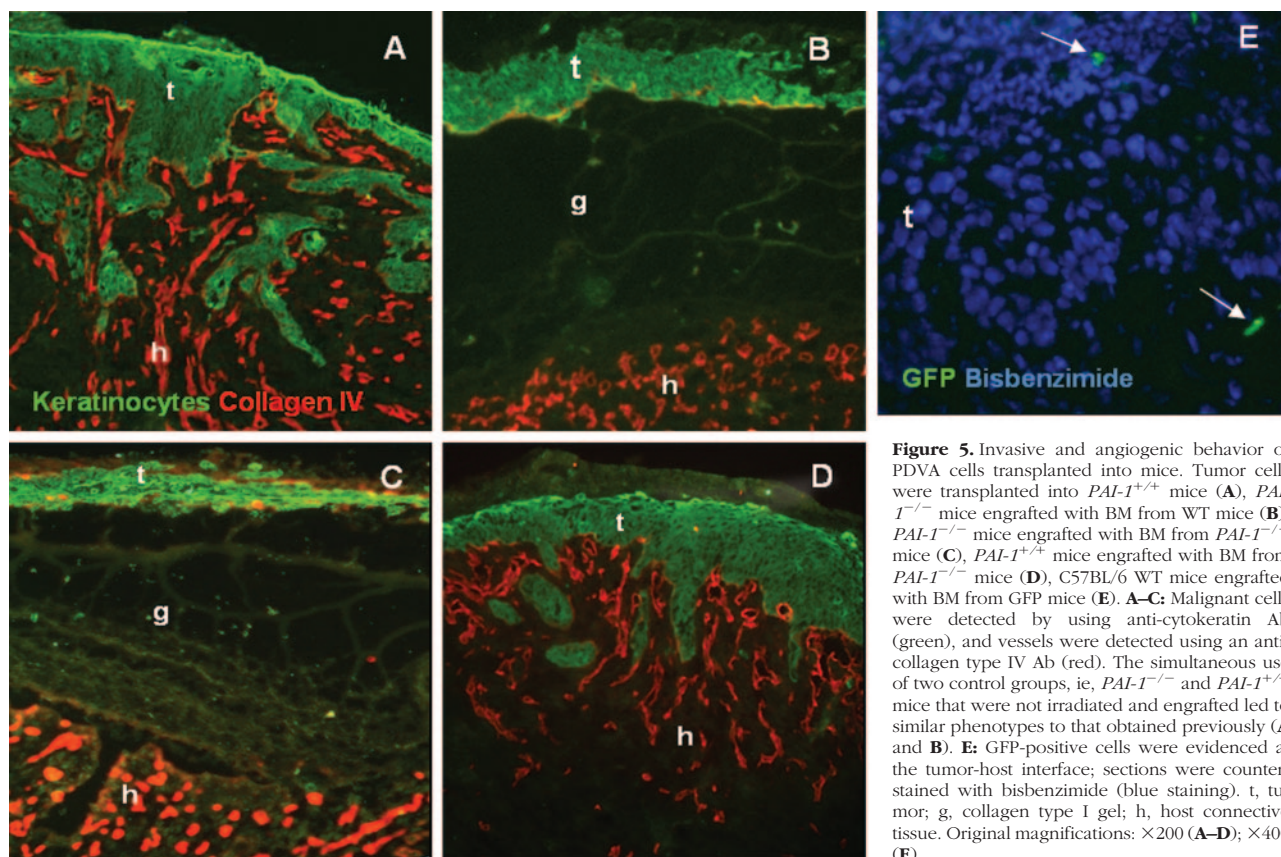 A
t
h
Keratinocytes Collagen IV
B
t
g
h
E
t
GFP Bisbenzimide
C
t
g
h
D
t
h
Figure 5. Invasive and angiogenic behavior o
PDVA cells transplanted into mice. Tumor cell
were transplanted into PAI-1+/+ mice (A), PAI
1−/− mice engrafted with BM from WT mice (B)
PAI-1−/− mice engrafted with BM from PAI-1−/−
mice (C), PAI-1+/+ mice engrafted with BM from
PAI-1−/− mice (D), C57BL/6 WT mice engrafted
with BM from GFP mice (E). A–C: Malignant cell
were detected by using anti-cytokeratin Ab
(green), and vessels were detected using an anti
collagen type IV Ab (red). The simultaneous us
of two control groups, ie, PAI-1−/− and PAI-1+/+
mice that were not irradiated and engrafted led to
similar phenotypes to that obtained previously (A
and B). E: GFP-positive cells were evidenced a
the tumor-host interface; sections were counter
stained with bisbenzimide (blue staining). t, tu
mor; g, collagen type I gel; h, host connective
tissue. Original magnifications: ×200 (A–D); ×40
(E)